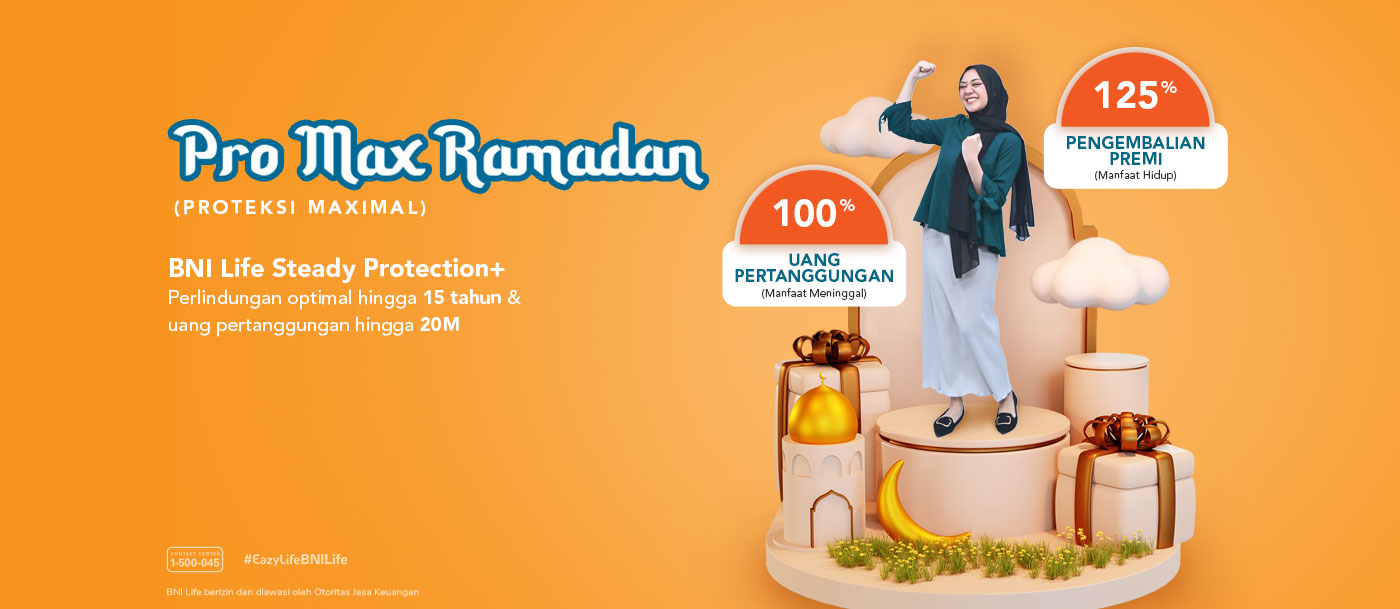 Pro Max Ramadan
(PROTEKSI MAXIMAL)
BNI Life Steady Protection+
Perlindungan optimal hingga 15 tahun &
uang pertanggungan hingga 20M
100%
UANG
PERTANGGUNGAN
(Manfaat Meninggal)
125%
PENGEMBALIAN
PREMI
(Manfaat Hidup)
CONTACT CENTER
1-500-045
#EazyLifeBNILife
BNI Life berizin dan diawasi oleh Otoritas Jasa Keuangan